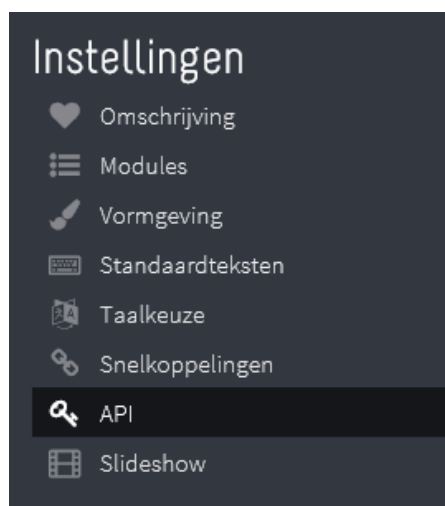 Instellingen
Omschrijving
Modules
Vormgeving
Standaardteksten
Taalkeuze
Snelkoppelingen
API
Slideshow